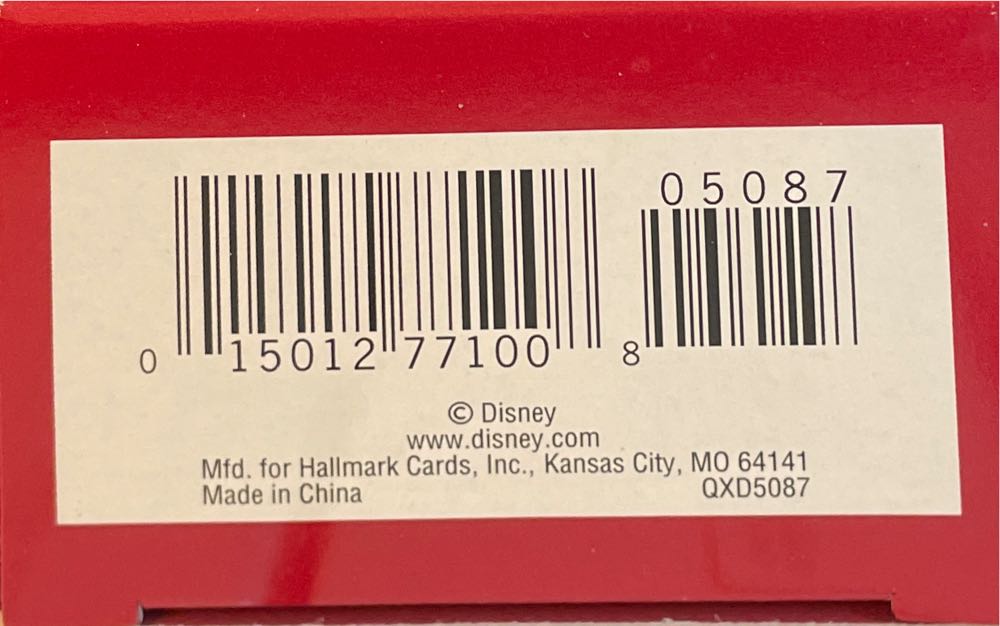 05087
0 15012 77100 8
© Disney
www.disney.com
Mfd. for Hallmark Cards, Inc., Kansas City, MO 64141
Made in China QXD5087